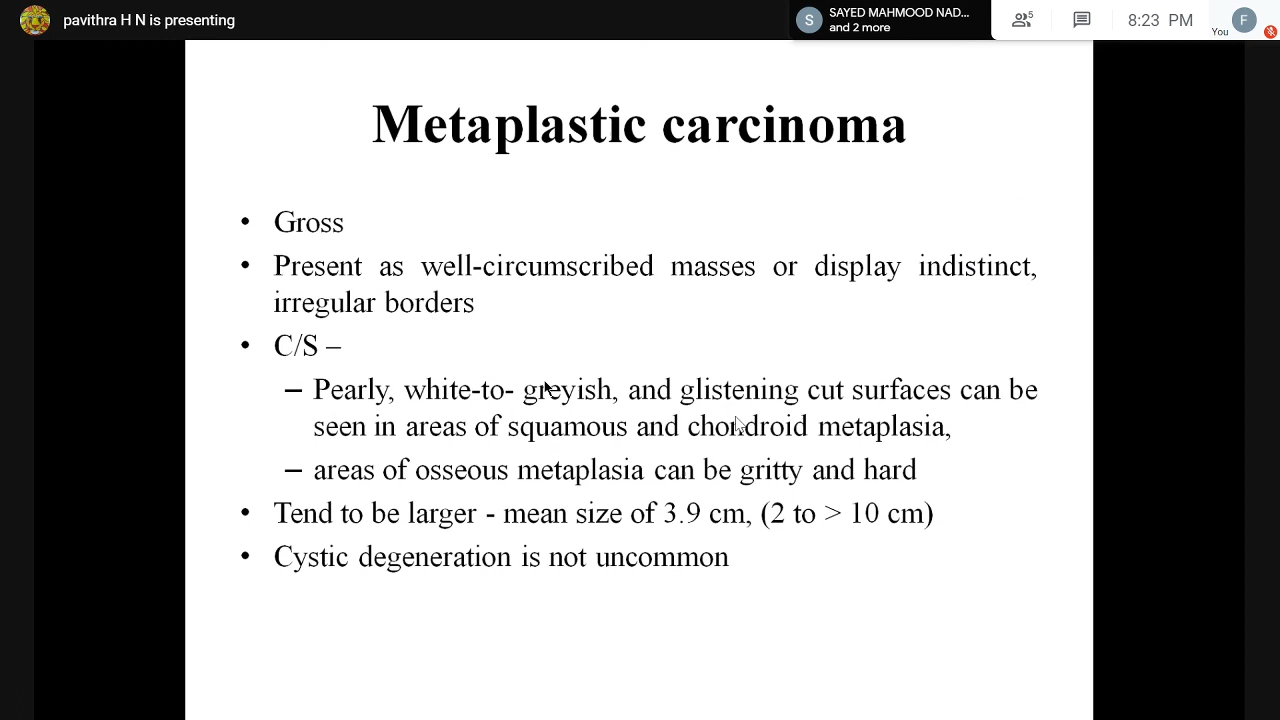 pavithra H N is presenting
S
SAYED MAHMOOD NAD...
and 2 more
5
8:23 PM
You
F
Metaplastic carcinoma
• Gross
• Present as well-circumscribed masses or display indistinct,
irregular borders
• C/S –
– Pearly, white-to- greyish, and glistening cut surfaces can be
seen in areas of squamous and chondroid metaplasia,
– areas of osseous metaplasia can be gritty and hard
• Tend to be larger - mean size of 3.9 cm, (2 to > 10 cm)
• Cystic degeneration is not uncommon